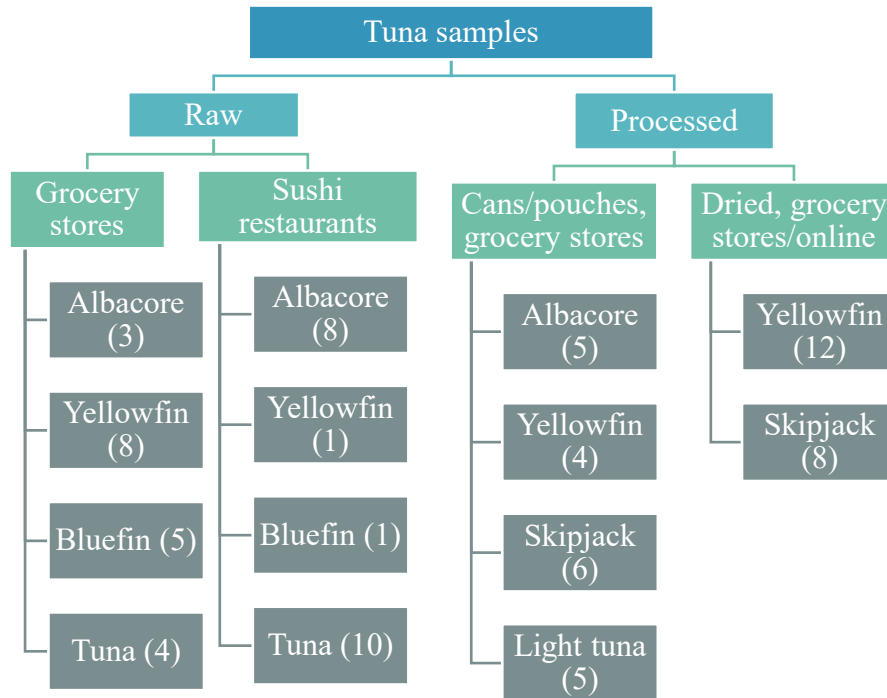 Tuna samples
Raw
Processed
Grocery
stores
Sushi
restaurants
Cans/pouches,
grocery stores
Dried, grocery
stores/online
Albacore
(3)
Yellowfin
(8)
Bluefin (5)
Tuna (4)
Albacore
(8)
Yellowfin
(1)
Bluefin (1)
Tuna (10)
Albacore
(5)
Yellowfin
(4)
Skipjack
(6)
Light tuna
(5)
Yellowfin
(12)
Skipjack
(8)